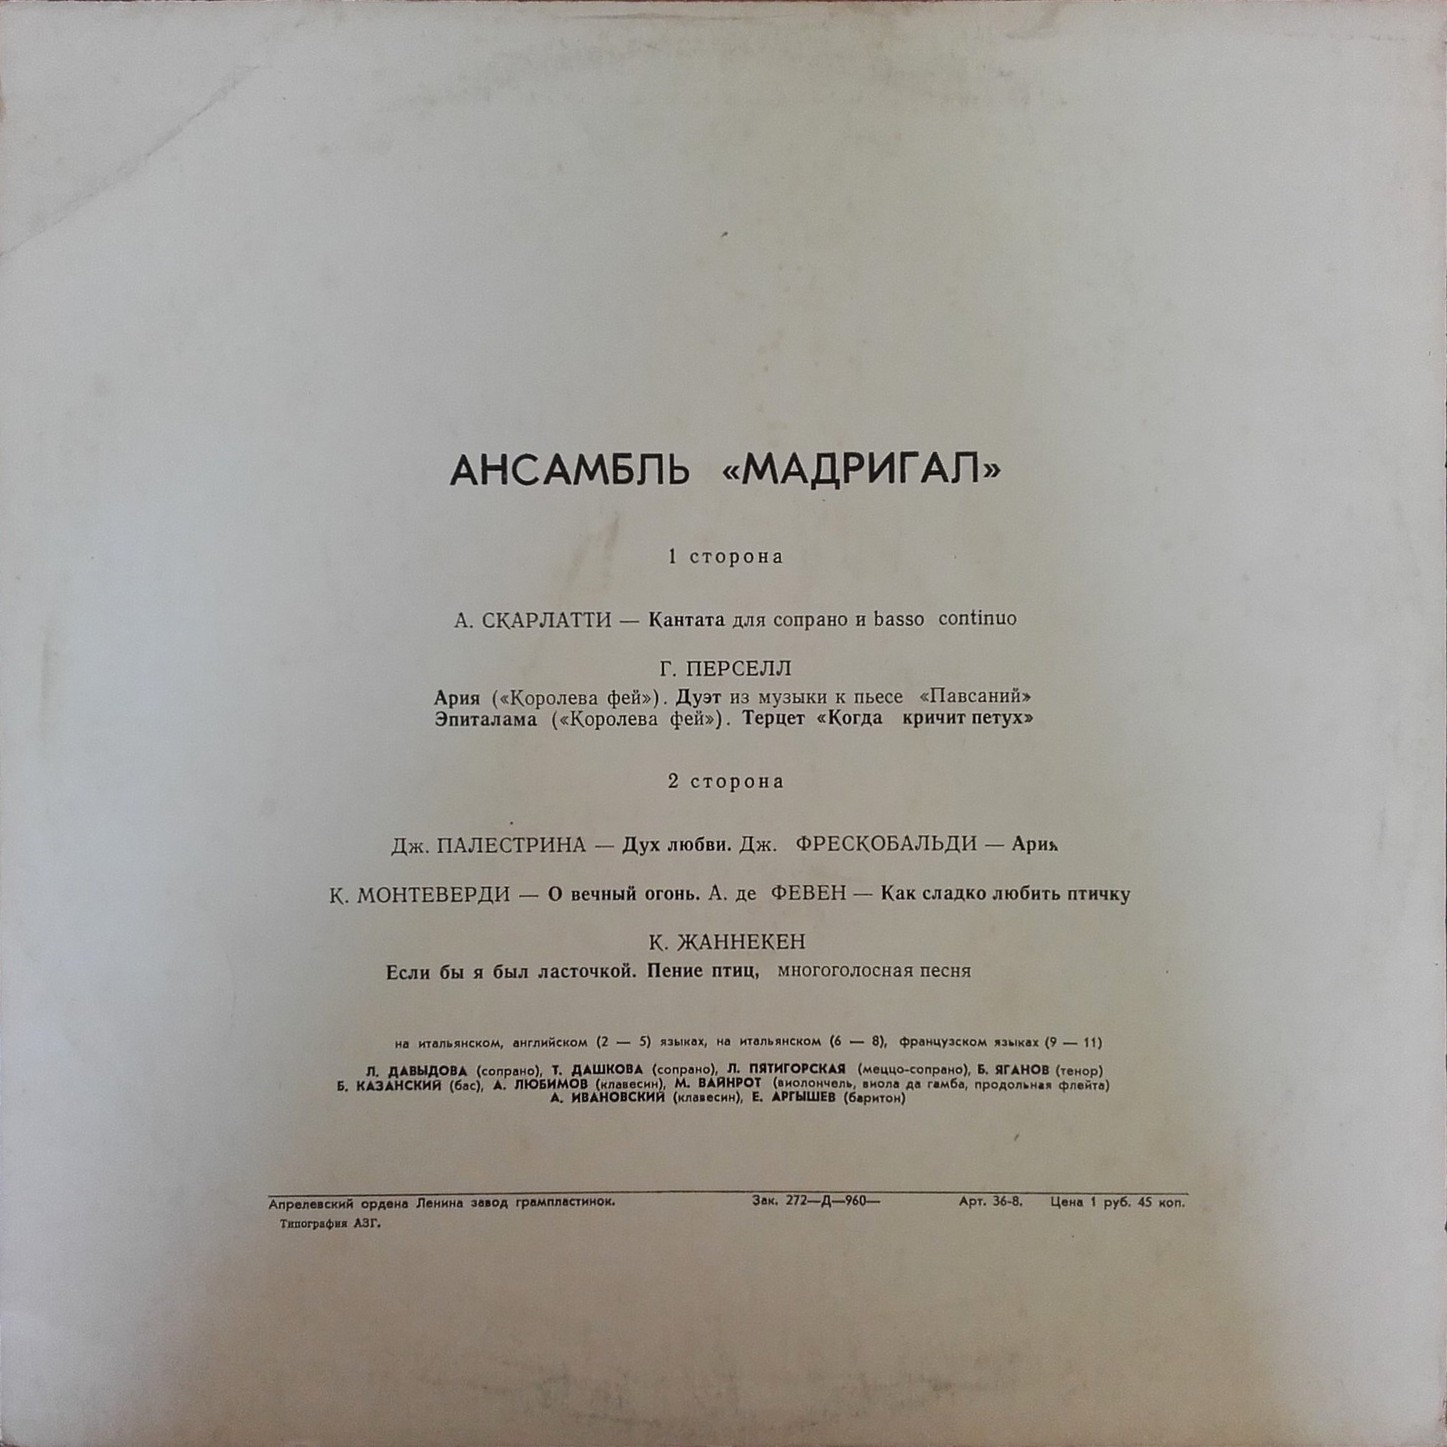 АНСАМБЛЬ «МАДРИГАЛ»
1 сторона
А. СКАРЛАТТИ — Кантата для сопрано и basso continuo
Г. ПЕРСЕЛЛ
Ария («Королева фей»). Дуэт из музыки к пьесе «Павсаний»
Эпиталама («Королева фей»). Терцет «Когда кричит петух»
2 сторона
Дж. ПАЛЕСТРИНА — Дух любви. Дж. ФРЕСКОБАЛЬДИ — Ария
К. МОНТЕВЕРДИ — О вечный огонь. А. де ФЕВЕН — Как сладко любить птичку
К. ЖАННЕКЕН
Если бы я был ласточкой. Пение птиц, многоголосная песня
на итальянском, английском (2 — 5) языках, на итальянском (6 — 8), французском языках (9 — 11)
Л. ДАВЫДОВА (сопрано), Т. ДАШКОВА (сопрано), Л. ПЯТИГОРСКАЯ (меццо-сопрано), Б. ЯГАНОВ (тенор)
Б. КАЗАНСКИЙ (бас), А. ЛЮБИМОВ (клавесин), М. ВАЙНРОТ (виолончель, виола да гамба, продольная флейта)
А. ИВАНОВСКИЙ (клавесин), Е. АРГЫШЕВ (баритон)
Апрелевский ордена Ленина завод грампластинок. Зак. 272—Д—960— Арт. 36-8. Цена 1 руб. 45 коп.
Типография АЗГ.